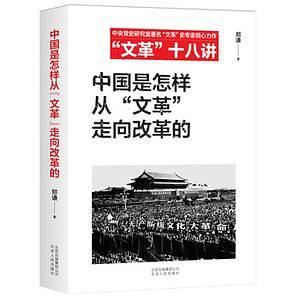 中国是怎样从“文革”走向改革的
郑谦
中央党史研究室著名“文革”史专家倾心力作
“文革”十八讲
中国是怎样
从“文革”
走向改革的
郑谦
无产阶级文化大革命